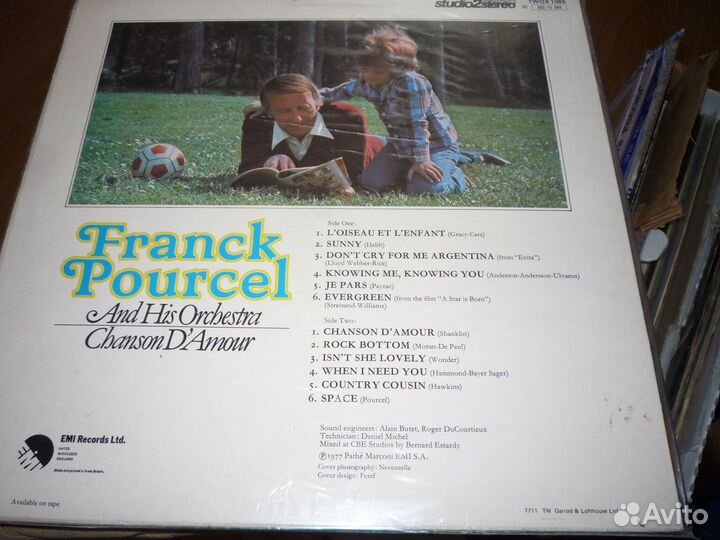 studio2stereo
TWOX 1065
Franck
Pourcel
And His Orchestra
Chanson D'Amour
Side One:
1. L'OISEAU ET L'ENFANT (Gracy-Cara)
2. SUNNY (Hebb)
3. DON'T CRY FOR ME ARGENTINA (from "Evita")
(Lloyd Webber-Rice)
4. KNOWING ME, KNOWING YOU (Anderson-Andersson-Ulvaeus)
5. JE PARS (Payrac)
6. EVERGREEN (from the film "A Star is Born")
(Streisand-Williams)
Side Two:
1. CHANSON D'AMOUR (Shanklin)
2. ROCK BOTTOM (Moran-De Paul)
3. ISN'T SHE LOVELY (Wonder)
4. WHEN I NEED YOU (Hammond-Bayer Sager)
5. COUNTRY COUSIN (Hawkins)
6. SPACE (Pourcel)
Sound engineers: Alain Butet, Roger DuCourtieux
Technician: Daniel Michel
Mixed at CBE Studios by Bernard Estardy
Ⓟ1977 Pathé Marconi EMI S.A.
Cover photography: Neveucelle
Cover design: Feref
EMI
EMI Records Ltd.
HAYES
MIDDLESEX
ENGLAND
Made and printed in Great Britain.
Available on tape
7711 TM Garrod & Lofthouse Ltd
Avito